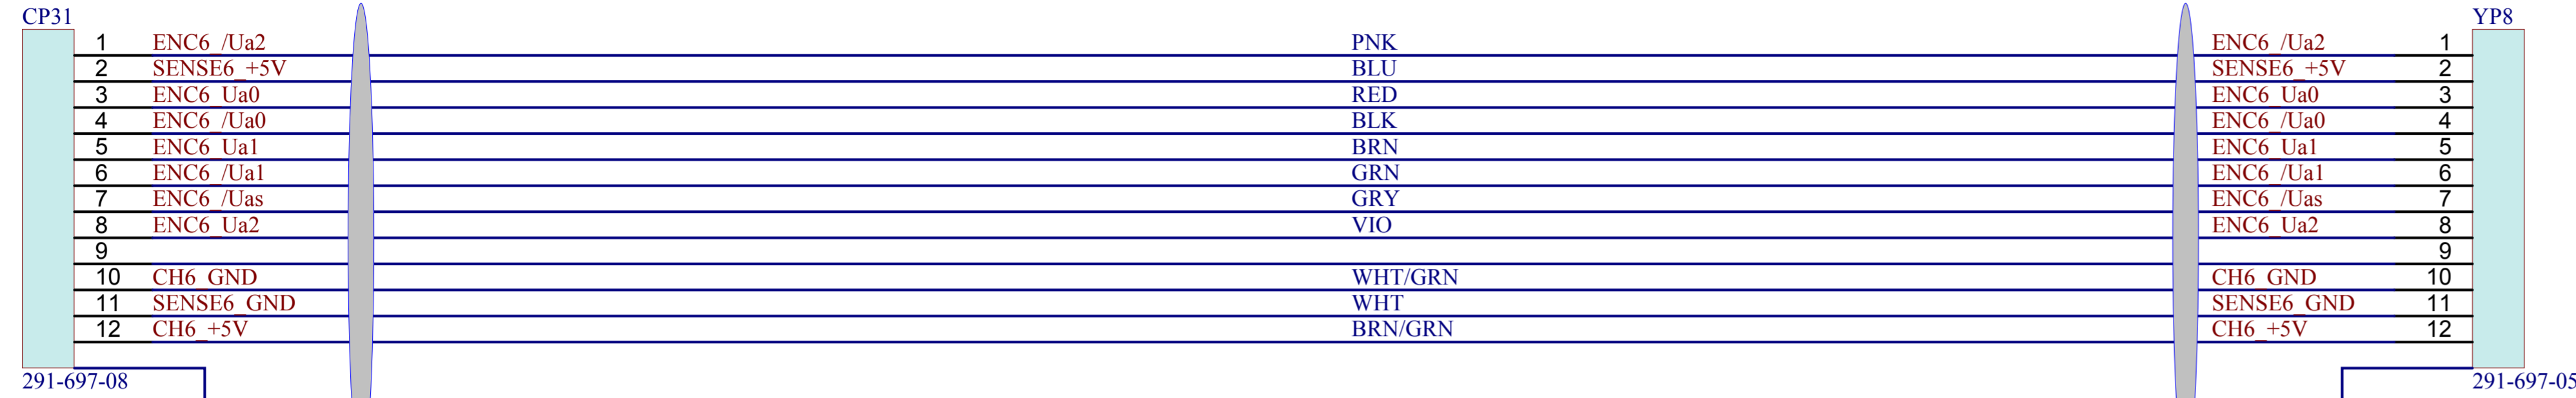 CP31 YP8
1 ENC6_/Ua2 PNK ENC6_/Ua2 1
2 SENSE6_+5V BLU SENSE6_+5V 2
3 ENC6_Ua0 RED ENC6_Ua0 3
4 ENC6_/Ua0 BLK ENC6_/Ua0 4
5 ENC6_Ua1 BRN ENC6_Ua1 5
6 ENC6_/Ua1 GRN ENC6_/Ua1 6
7 ENC6_/Uas GRY ENC6_/Uas 7
8 ENC6_Ua2 VIO ENC6_Ua2 8
9 9
10 CH6_GND WHT/GRN CH6_GND 10
11 SENSE6_GND WHT SENSE6_GND 11
12 CH6_+5V BRN/GRN CH6_+5V 12
291-697-08 291-697-05